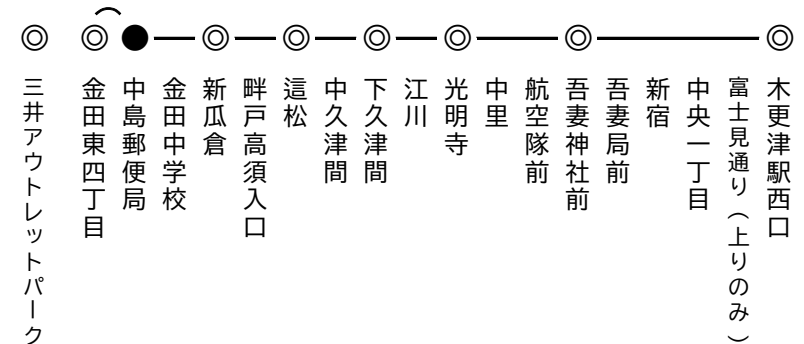 三井アウトレットパーク
金田東四丁目
中島郵便局
金田中学校
新瓜倉
畔戸高須入口
這松
中久津間
下久津間
江川
光明寺
中里
航空隊前
吾妻神社前
吾妻局前
新宿
中央一丁目
富士見通り（上りのみ）
木更津駅西口